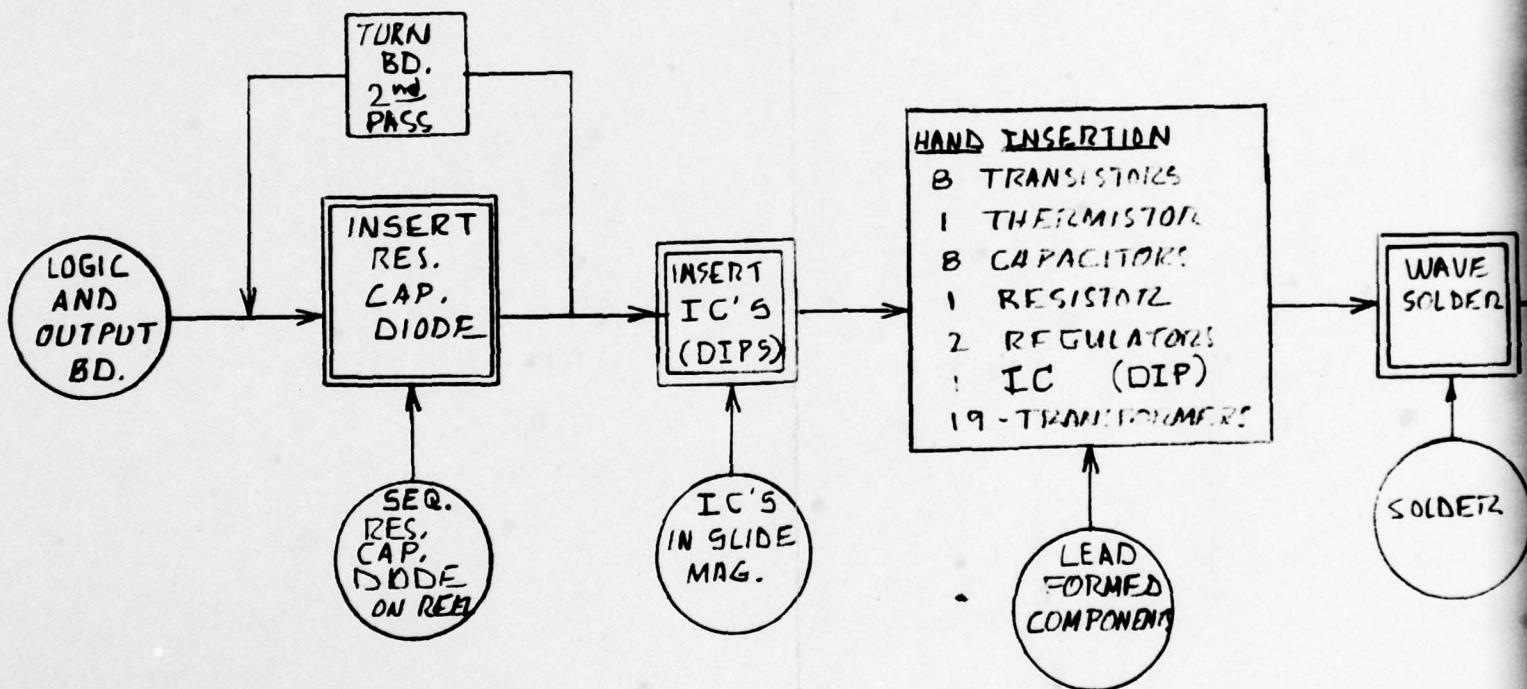 TURN
BD.
2nd
PASS
LOGIC
AND
OUTPUT
BD.
INSERT
RES.
CAP.
DIODE
INSERT
IC'S
(DIPS)
HAND INSERTION
8 TRANSISTORS
1 THERMISTOR
8 CAPACITORS
1 RESISTOR
2 REGULATORS
1 IC (DIP)
19 - TRANSFORMERS
WAVE
SOLDER
SEQ.
RES.
CAP.
DIODE
ON REEL
IC'S
IN SLIDE
MAG.
LEAD
FORMED
COMPONENTS
SOLDER